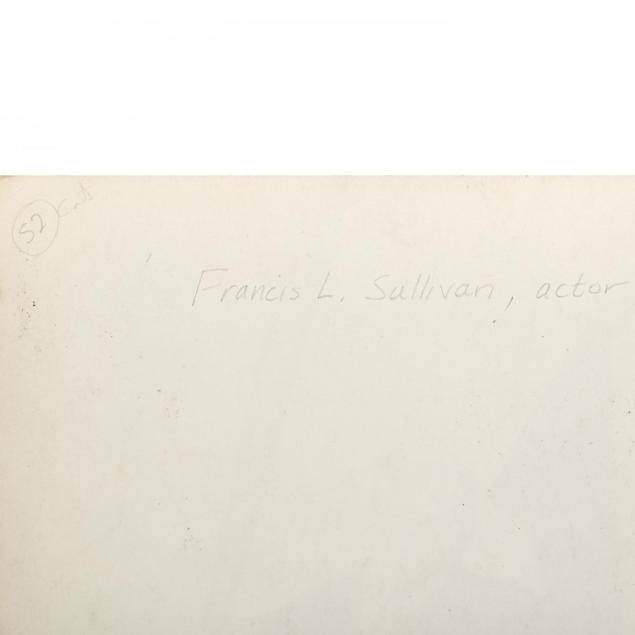 52
Francis L. Sullivan, actor